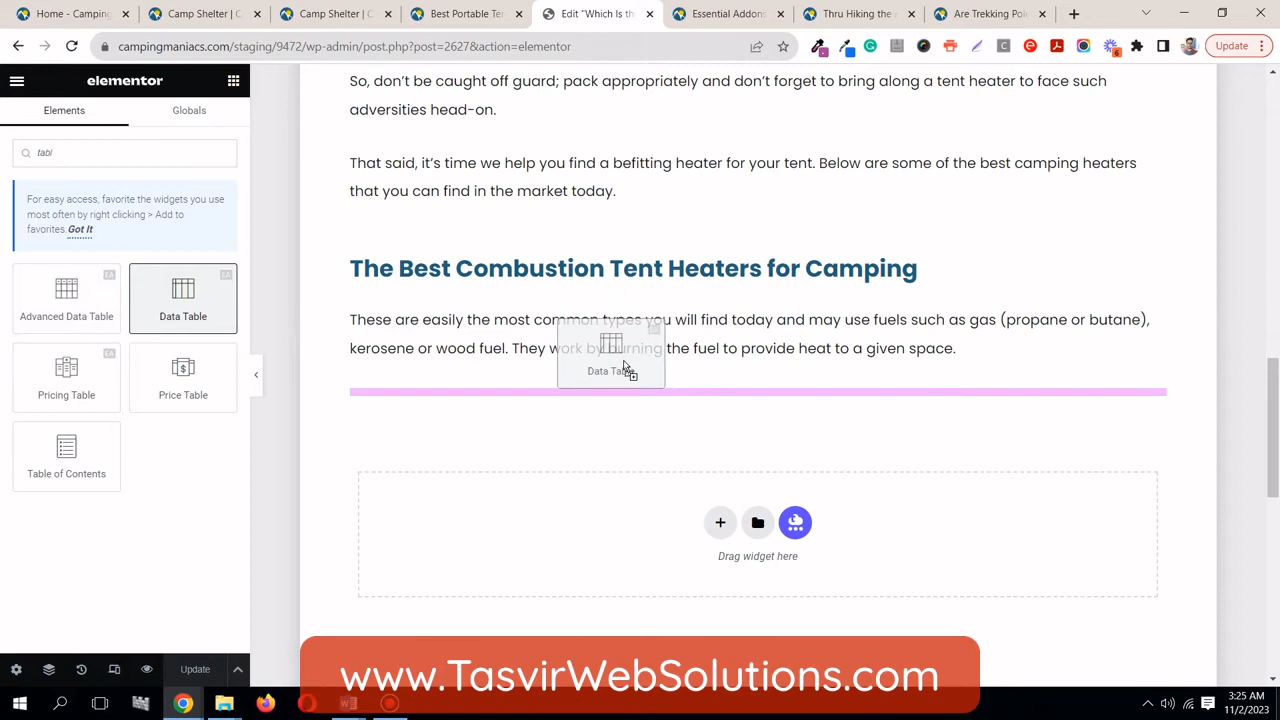 Camp Shelter | C
Camp Shelter | C
Camp Shelter | C
Best Portable Ten
Edit "Which Is th
Essential Addons
Thru Hiking
Are Trekking Pol
campingmaniacs.com/staging/9472/wp-admin/post.php?post=2627&action=elementor
Update
6
elementor
Elements
Globals
tabl
For easy access, favorite the widgets you use
most often by right clicking > Add to
favorites. Got It
EA
Advanced Data Table
EA
Data Table
EA
Pricing Table
Price Table
Table of Contents
Update
So, don't be caught off guard; pack appropriately and don't forget to bring along a tent heater to face such
adversities head-on.
That said, it's time we help you find a befitting heater for your tent. Below are some of the best camping heaters
that you can find in the market today.
The Best Combustion Tent Heaters for Camping
These are easily the most common types you will find today and may use fuels such as gas (propane or butane),
kerosene or wood fuel. They work by burning the fuel to provide heat to a given space.
Data Table
Drag widget here
www.TasvirWebSolutions.com
3:25 AM
11/2/2023